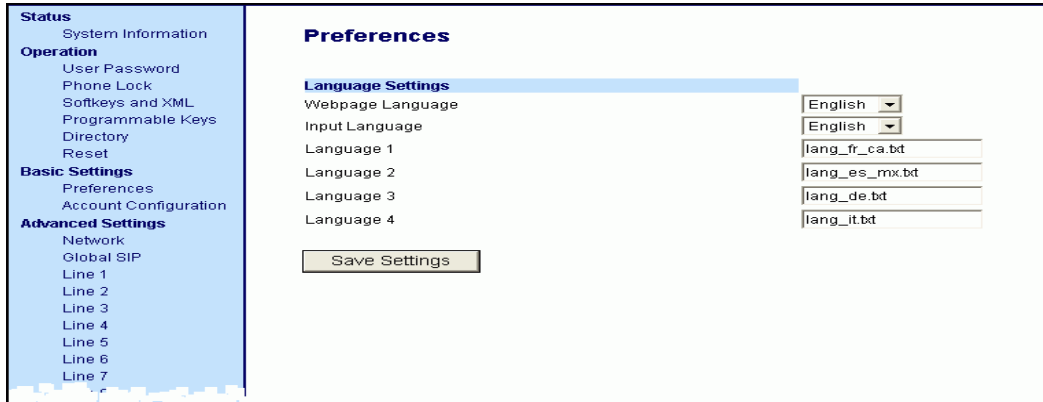 Status
System Information
Operation
User Password
Phone Lock
Softkeys and XML
Programmable Keys
Directory
Reset
Basic Settings
Preferences
Account Configuration
Advanced Settings
Network
Global SIP
Line 1
Line 2
Line 3
Line 4
Line 5
Line 6
Line 7
Preferences
Language Settings
Webpage Language English
Input Language English
Language 1 lang_fr_ca.txt
Language 2 lang_es_mx.txt
Language 3 lang_de.txt
Language 4 lang_it.txt
Save Settings